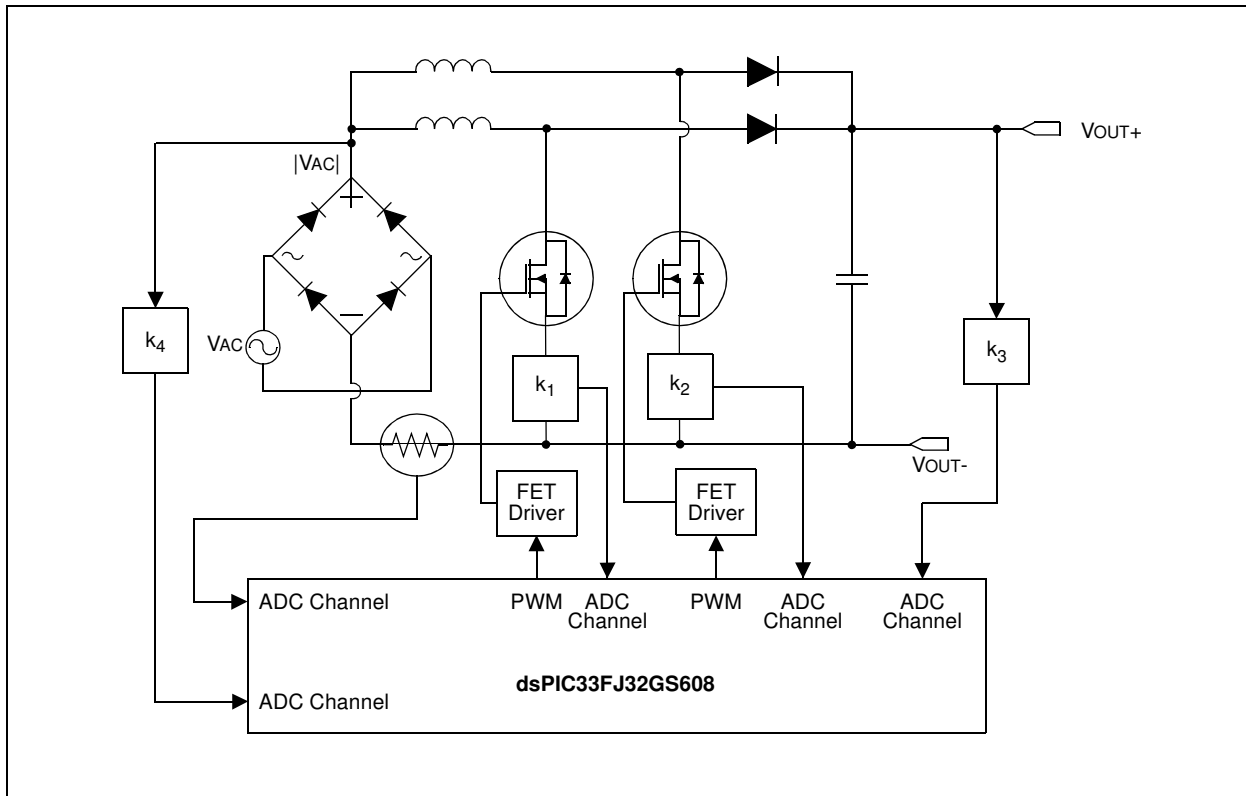 VOUT+
|VAC|
k4
VAC
k3
k1
k2
VOUT-
FET
Driver
FET
Driver
ADC Channel
PWM
ADC
Channel
PWM
ADC
Channel
ADC
Channel
dsPIC33FJ32GS608
ADC Channel